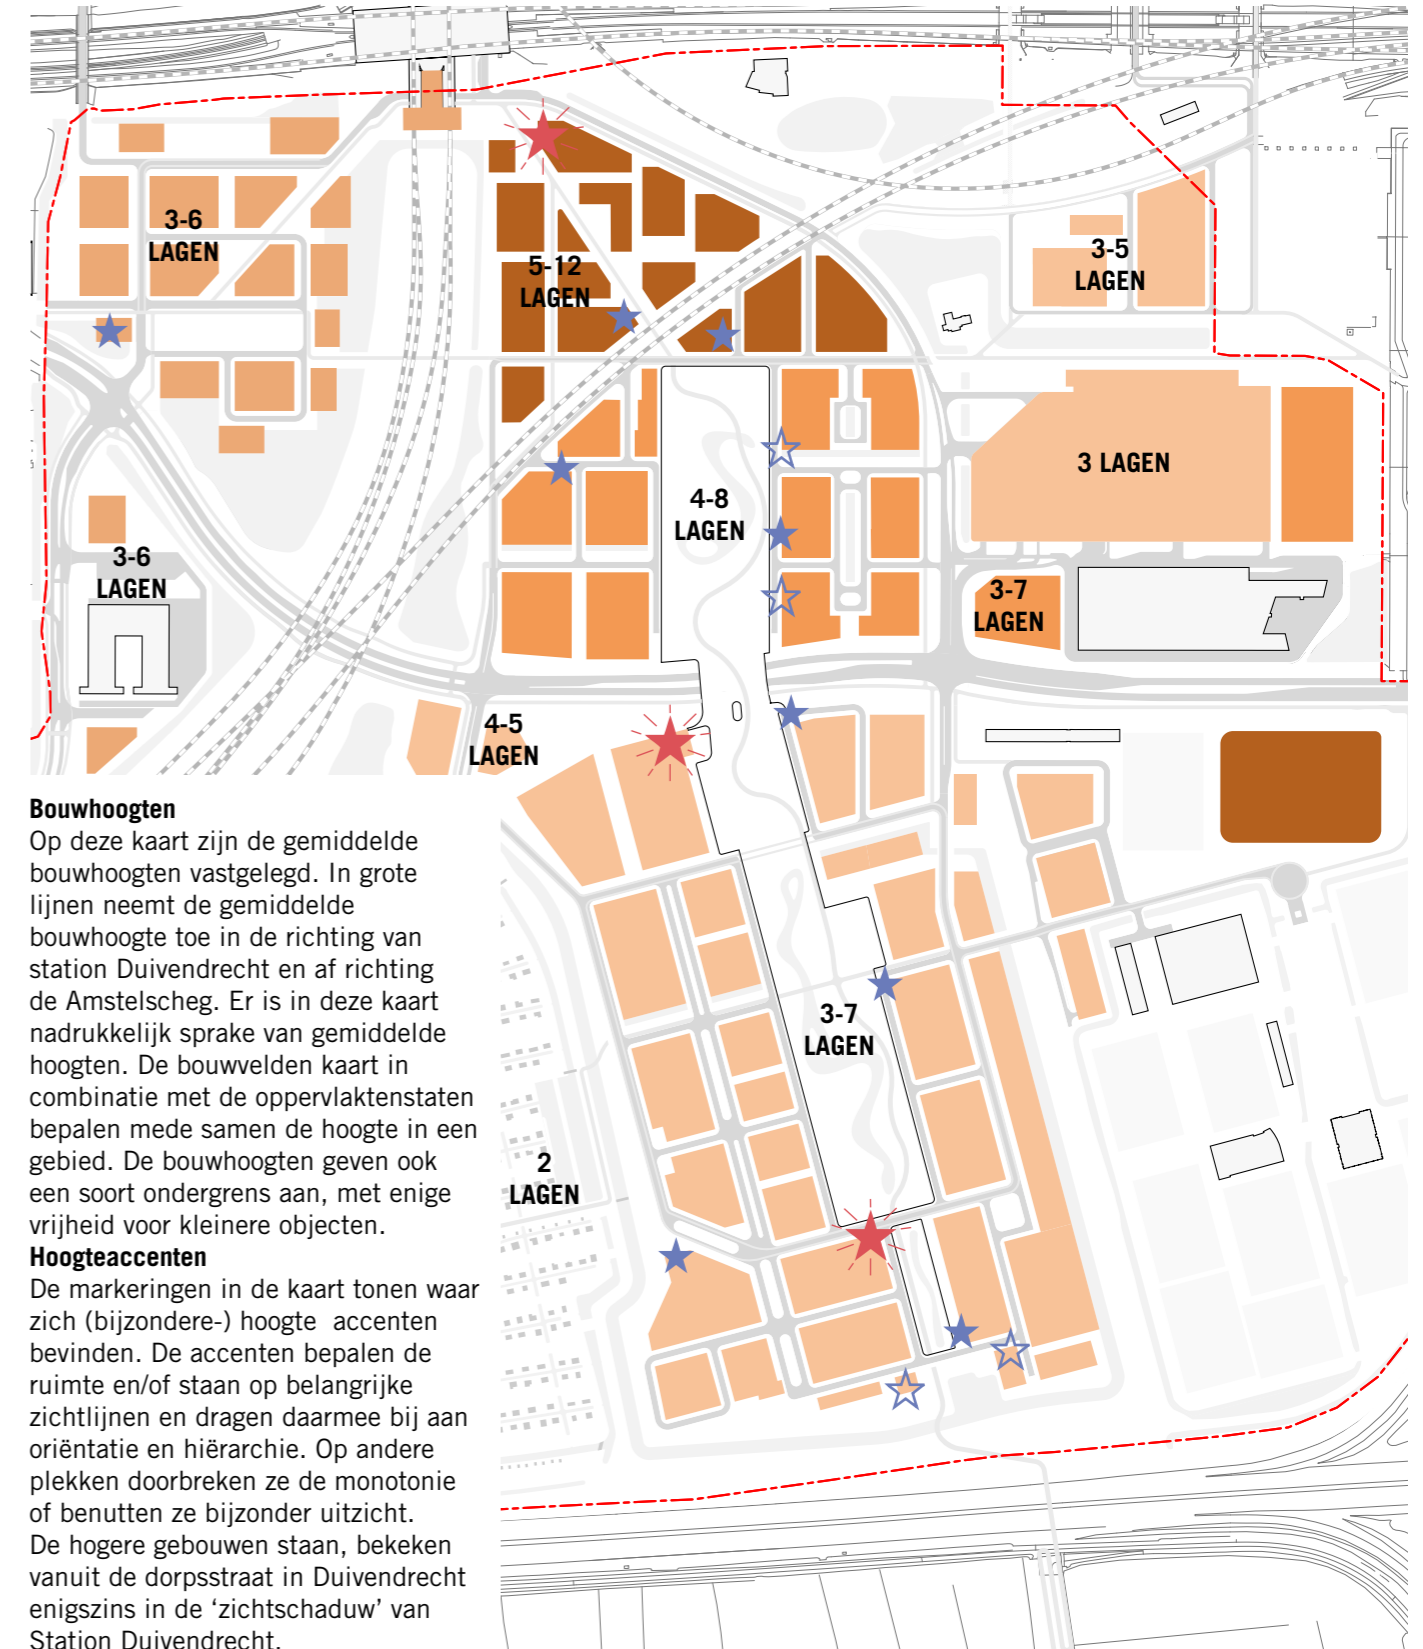 3-6
LAGEN
5-12
LAGEN
3-5
LAGEN
3 LAGEN
4-8
LAGEN
3-6
LAGEN
3-7
LAGEN
4-5
LAGEN
3-7
LAGEN
2
LAGEN
Bouwhoogten
Op deze kaart zijn de gemiddelde
bouwhoogten vastgelegd. In grote
lijnen neemt de gemiddelde
bouwhoogte toe in de richting van
station Duivendrecht en af richting
de Amstelscheg. Er is in deze kaart
nadrukkelijk sprake van gemiddelde
hoogten. De bouwvelden kaart in
combinatie met de oppervlaktenstaten
bepalen mede samen de hoogte in een
gebied. De bouwhoogten geven ook
een soort ondergrens aan, met enige
vrijheid voor kleinere objecten.
Hoogteaccenten
De markeringen in de kaart tonen waar
zich (bijzondere-) hoogte accenten
bevinden. De accenten bepalen de
ruimte en/of staan op belangrijke
zichtlijnen en dragen daarmee bij aan
oriëntatie en hiërarchie. Op andere
plekken doorbreken ze de monotonie
of benutten ze bijzonder uitzicht.
De hogere gebouwen staan, bekeken
vanuit de dorpsstraat in Duivendrecht
enigszins in de ‘zichtschaduw’ van
Station Duivendrecht.